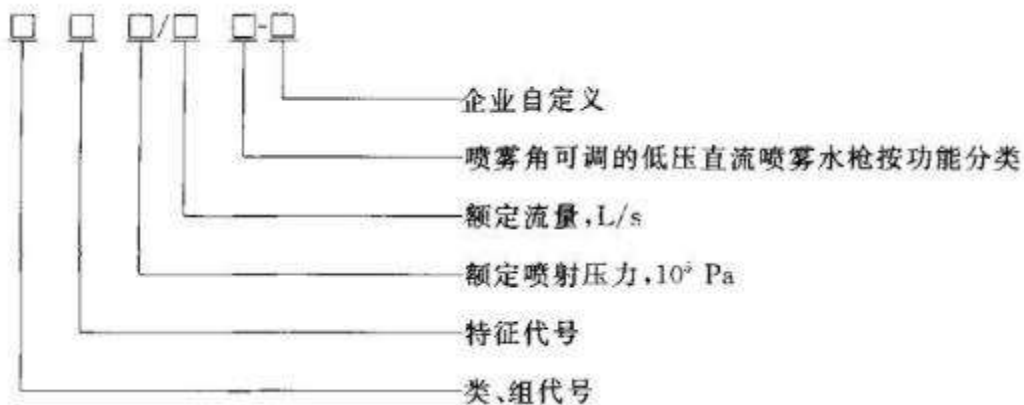 □ □ □/□ □-□
企业自定义
喷雾角可调的低压直流喷雾水枪按功能分类
额定流量,L/s
额定喷射压力,10⁵ Pa
特征代号
类、组代号